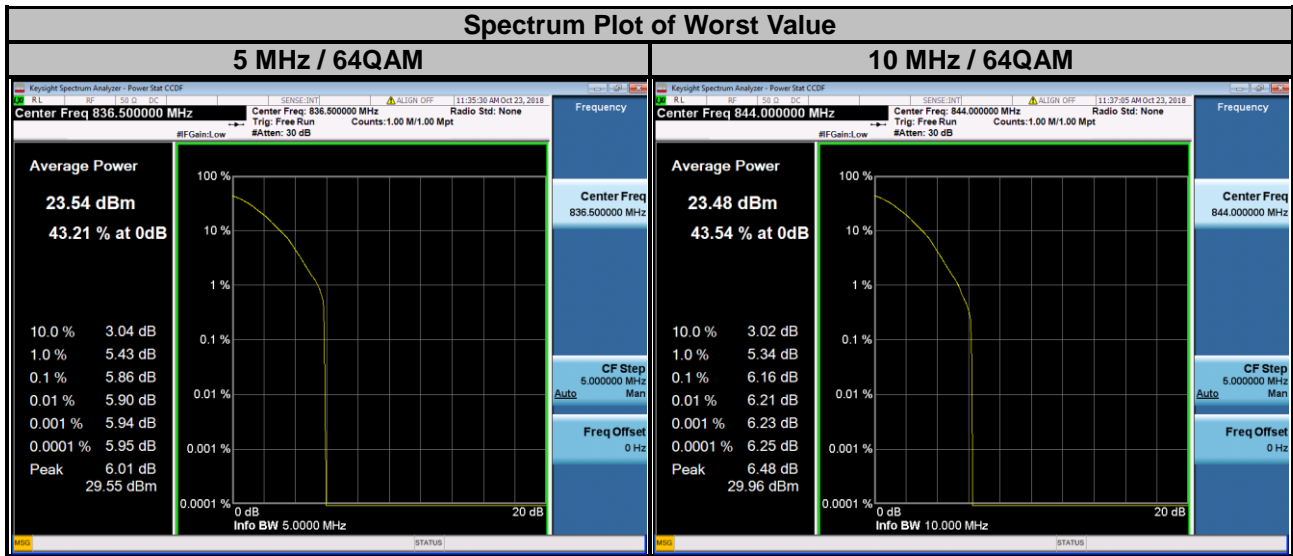 Spectrum Plot of Worst Value
5 MHz / 64QAM
10 MHz / 64QAM
Keysight Spectrum Analyzer - Power Stat CCDF
RL RF 50 Ω DC SENSE:INT ALIGN OFF 11:35:30 AM Oct 23, 2018
Center Freq 836.500000 MHz
Center Freq: 836.500000 MHz Radio Std: None
Trig: Free Run Counts:1.00 M/1.00 Mpt
#IFGain:Low #Atten: 30 dB
Average Power
23.54 dBm
43.21 % at 0dB
10.0 % 3.04 dB
1.0 % 5.43 dB
0.1 % 5.86 dB
0.01 % 5.90 dB
0.001 % 5.94 dB
0.0001 % 5.95 dB
Peak 6.01 dB
29.55 dBm
100 %
10 %
1 %
0.1 %
0.01 %
0.001 %
0.0001 %
0 dB 20 dB
Info BW 5.0000 MHz
Frequency
Center Freq
836.500000 MHz
CF Step
5.000000 MHz
Auto Man
Freq Offset
0 Hz
MSG STATUS
Keysight Spectrum Analyzer - Power Stat CCDF
RL RF 50 Ω DC SENSE:INT ALIGN OFF 11:37:05 AM Oct 23, 2018
Center Freq 844.000000 MHz
Center Freq: 844.000000 MHz Radio Std: None
Trig: Free Run Counts:1.00 M/1.00 Mpt
#IFGain:Low #Atten: 30 dB
Average Power
23.48 dBm
43.54 % at 0dB
10.0 % 3.02 dB
1.0 % 5.34 dB
0.1 % 6.16 dB
0.01 % 6.21 dB
0.001 % 6.23 dB
0.0001 % 6.25 dB
Peak 6.48 dB
29.96 dBm
100 %
10 %
1 %
0.1 %
0.01 %
0.001 %
0.0001 %
0 dB 20 dB
Info BW 10.000 MHz
Frequency
Center Freq
844.000000 MHz
CF Step
5.000000 MHz
Auto Man
Freq Offset
0 Hz
MSG STATUS